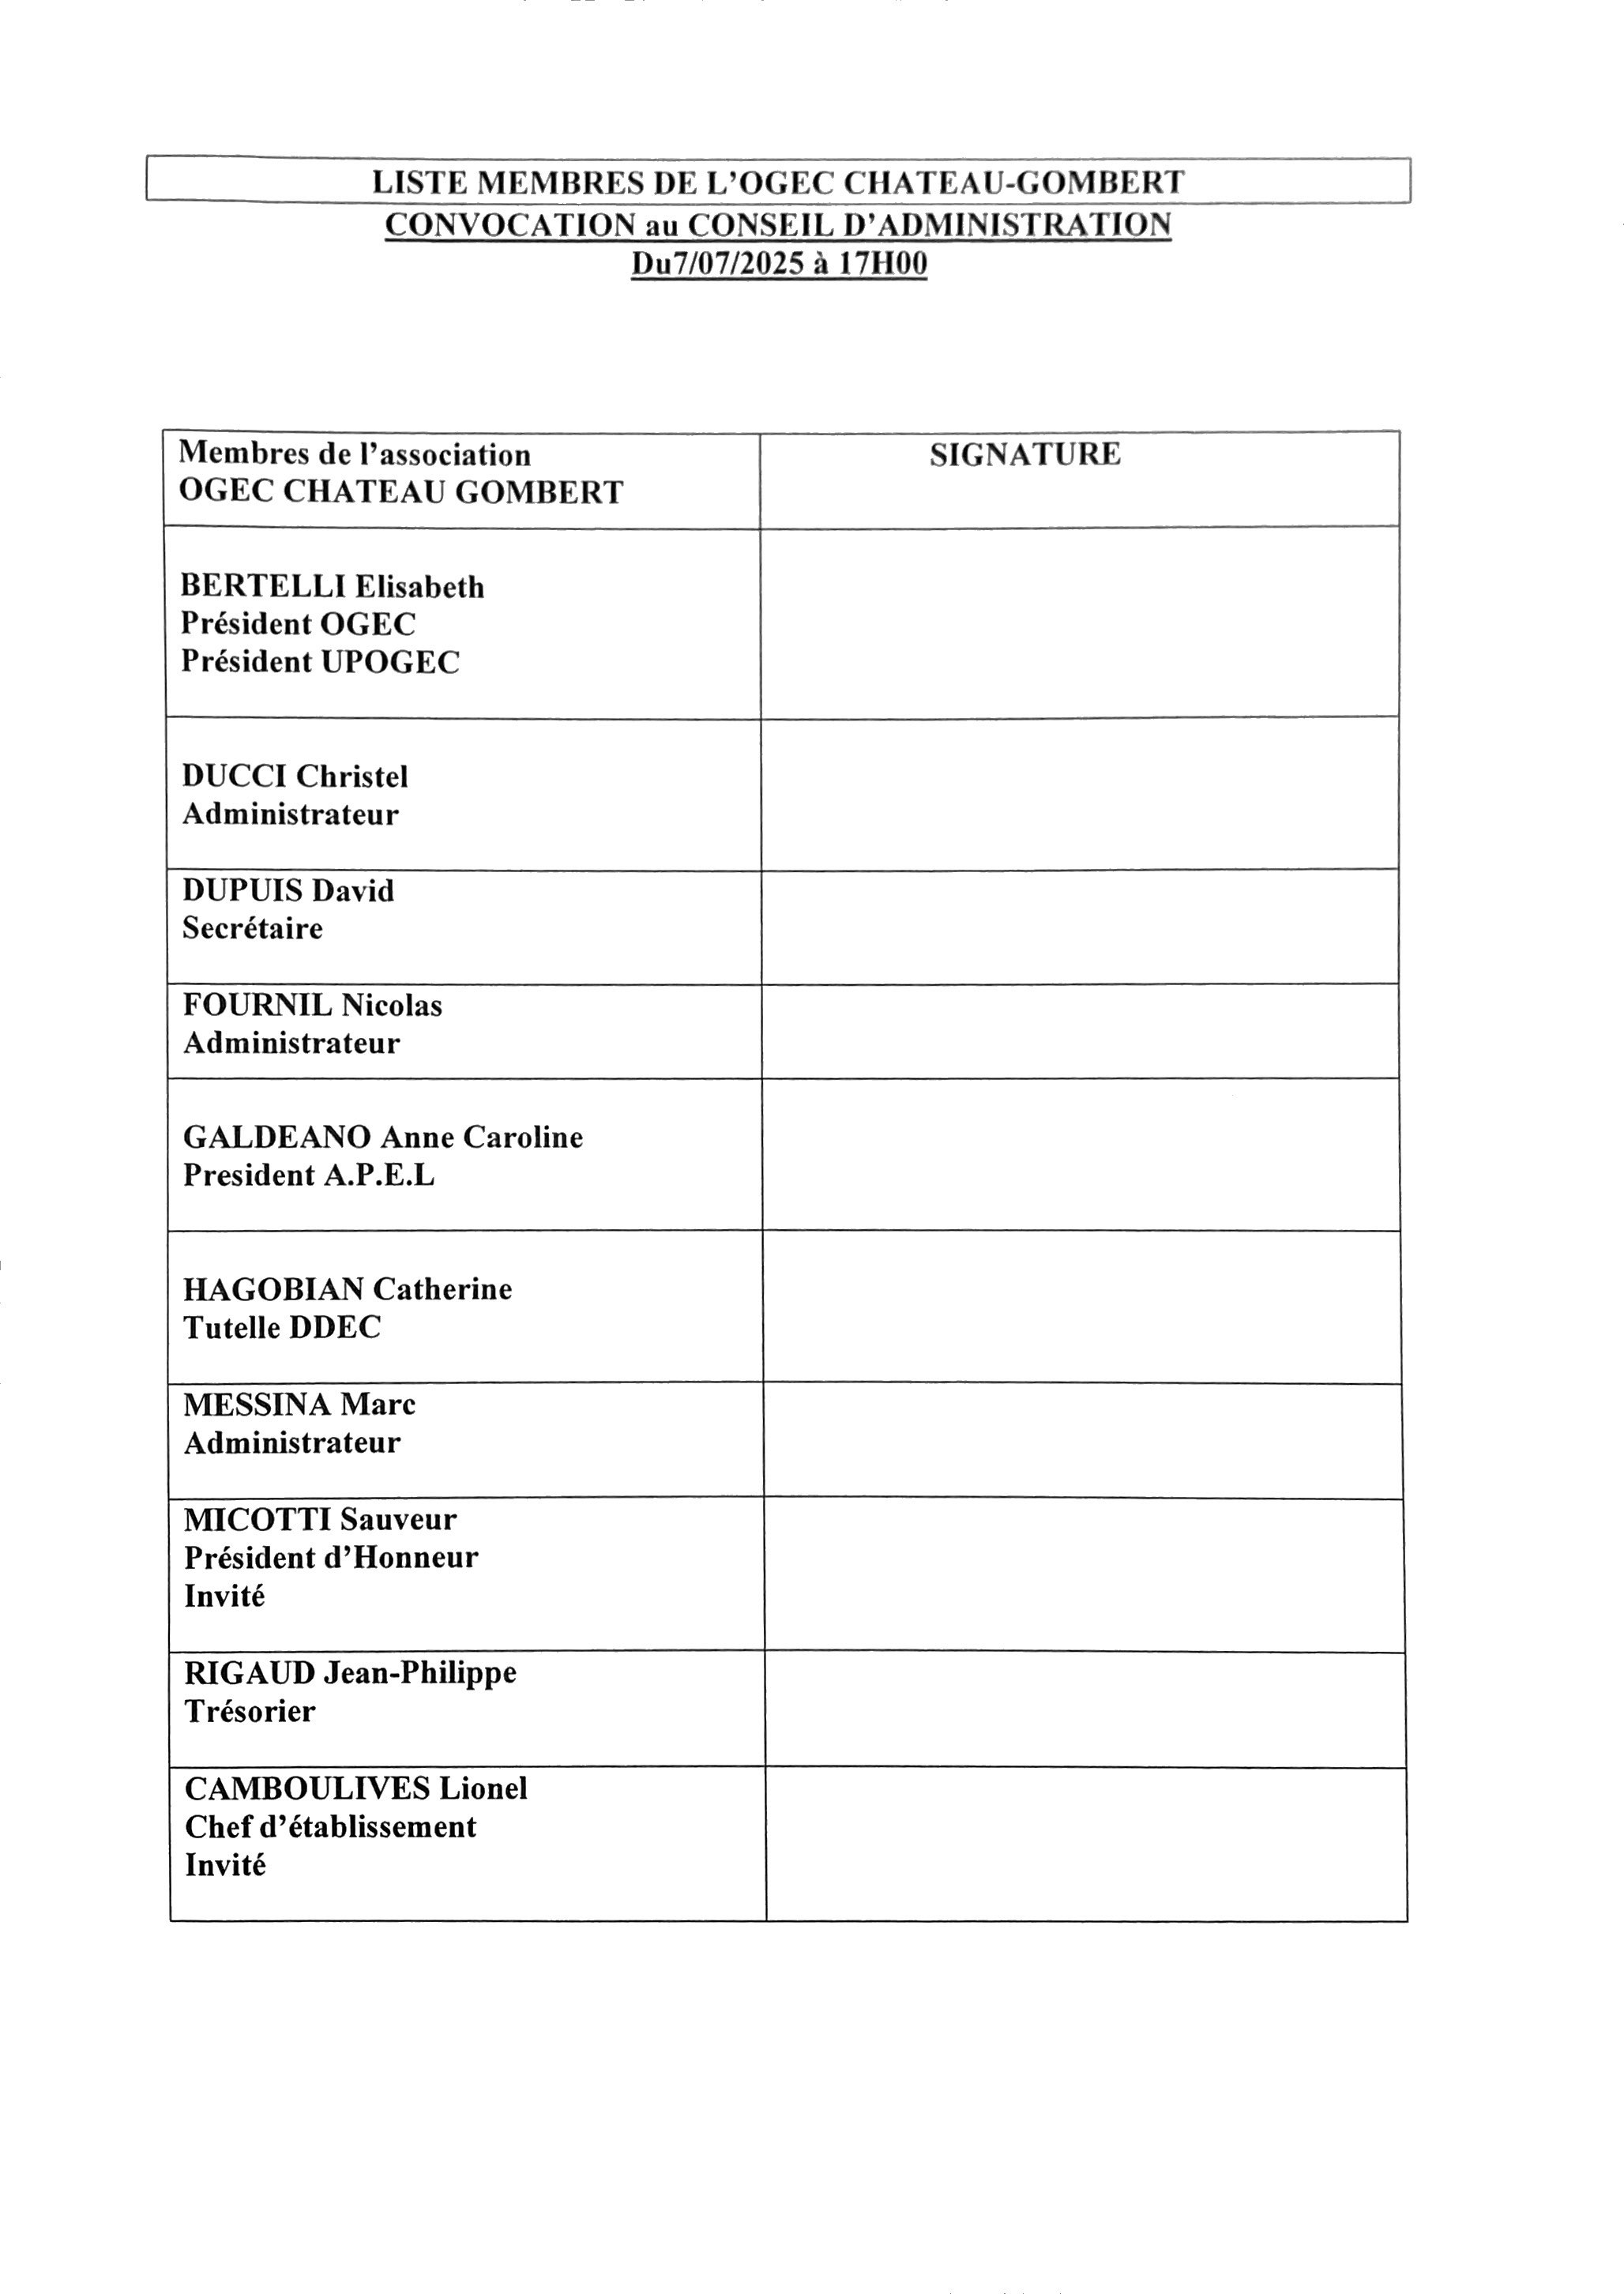 LISTE MEMBRES DE L'OGEC CHATEAU-GOMBERT
CONVOCATION au CONSEIL D'ADMINISTRATION
Du7/07/2025 à 17H00
Membres de l'association
OGEC CHATEAU GOMBERT
SIGNATURE
BERTELLI Elisabeth
Président OGEC
Président UPOGEC
DUCCI Christel
Administrateur
DUPUIS David
Secrétaire
FOURNIL Nicolas
Administrateur
GALDEANO Anne Caroline
President A.P.E.L
HAGOBIAN Catherine
Tutelle DDEC
MESSINA Marc
Administrateur
MICOTTI Sauveur
Président d'Honneur
Invité
RIGAUD Jean-Philippe
Trésorier
CAMBOULIVES Lionel
Chef d'établissement
Invité